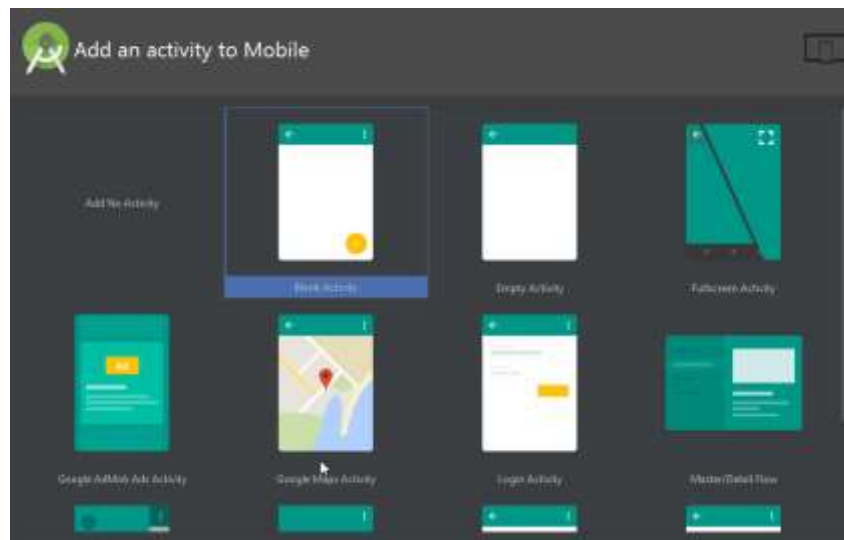 Add an activity to Mobile
Add No Activity
Blank Activity
Empty Activity
Fullscreen Activity
Ad
Google AdMob Ads Activity
Google Maps Activity
Login Activity
Master/Detail Flow